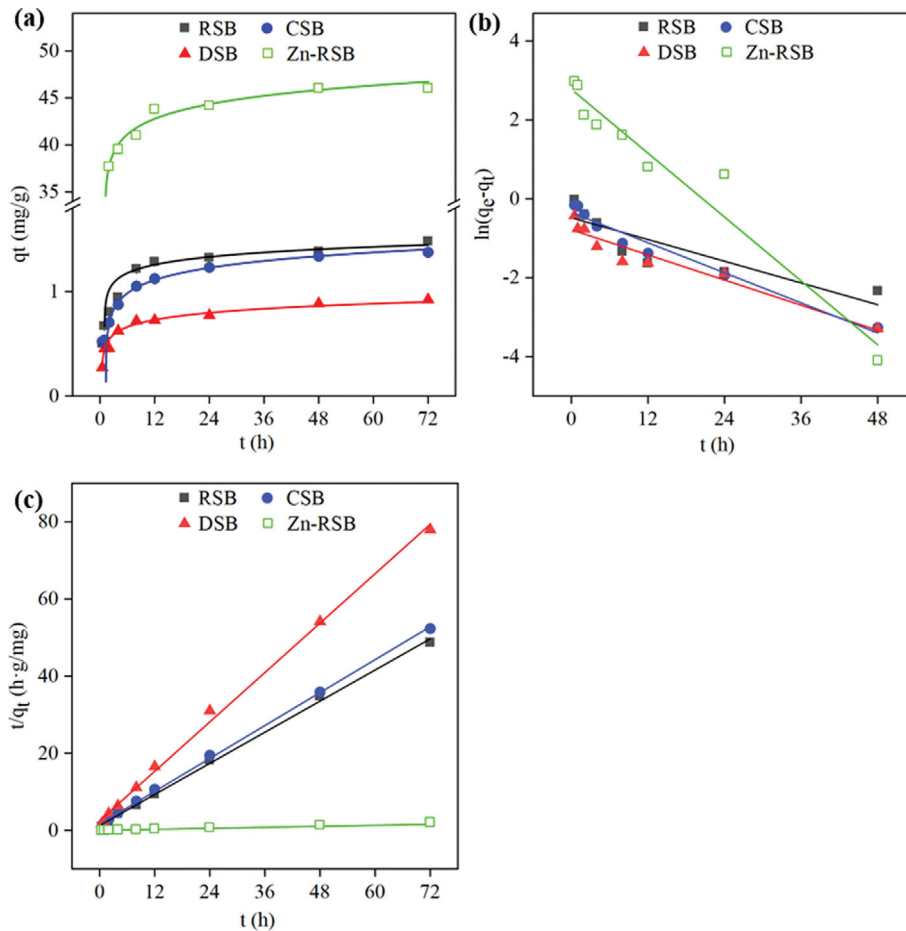 (a)
RSB
CSB
DSB
Zn-RSB
50
45
40
35
1
0
qt (mg/g)
0
12
24
36
48
60
72
t (h)
(b)
RSB
CSB
DSB
Zn-RSB
4
2
0
-2
-4
ln(qe-qt)
0
12
24
36
48
t (h)
(c)
RSB
CSB
DSB
Zn-RSB
80
60
40
20
0
t/qt (h·g/mg)
0
12
24
36
48
60
72
t (h)